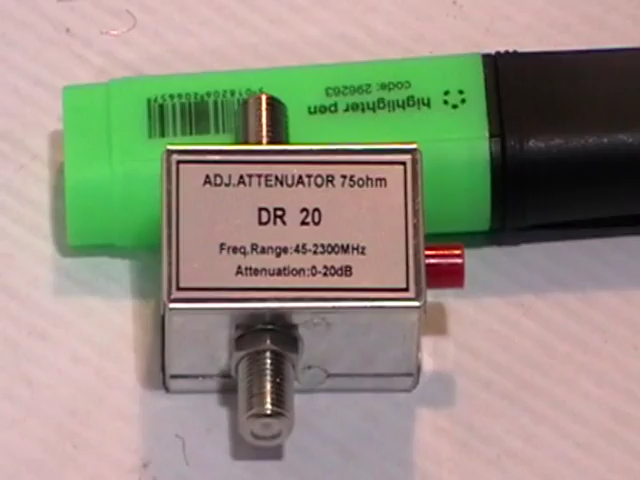 ADJ.ATTENUATOR 75ohm
DR 20
Freq.Range:45-2300MHz
Attenuation:0-20dB
highlighter pen
code: 296263